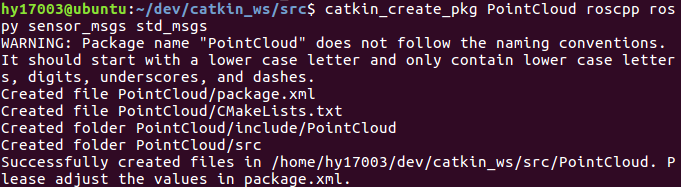 hy17003@ubuntu:~/dev/catkin_ws/src$ catkin_create_pkg PointCloud roscpp ros
py sensor_msgs std_msgs
WARNING: Package name "PointCloud" does not follow the naming conventions.
It should start with a lower case letter and only contain lower case letter
s, digits, underscores, and dashes.
Created file PointCloud/package.xml
Created file PointCloud/CMakeLists.txt
Created folder PointCloud/include/PointCloud
Created folder PointCloud/src
Successfully created files in /home/hy17003/dev/catkin_ws/src/PointCloud. P
lease adjust the values in package.xml.